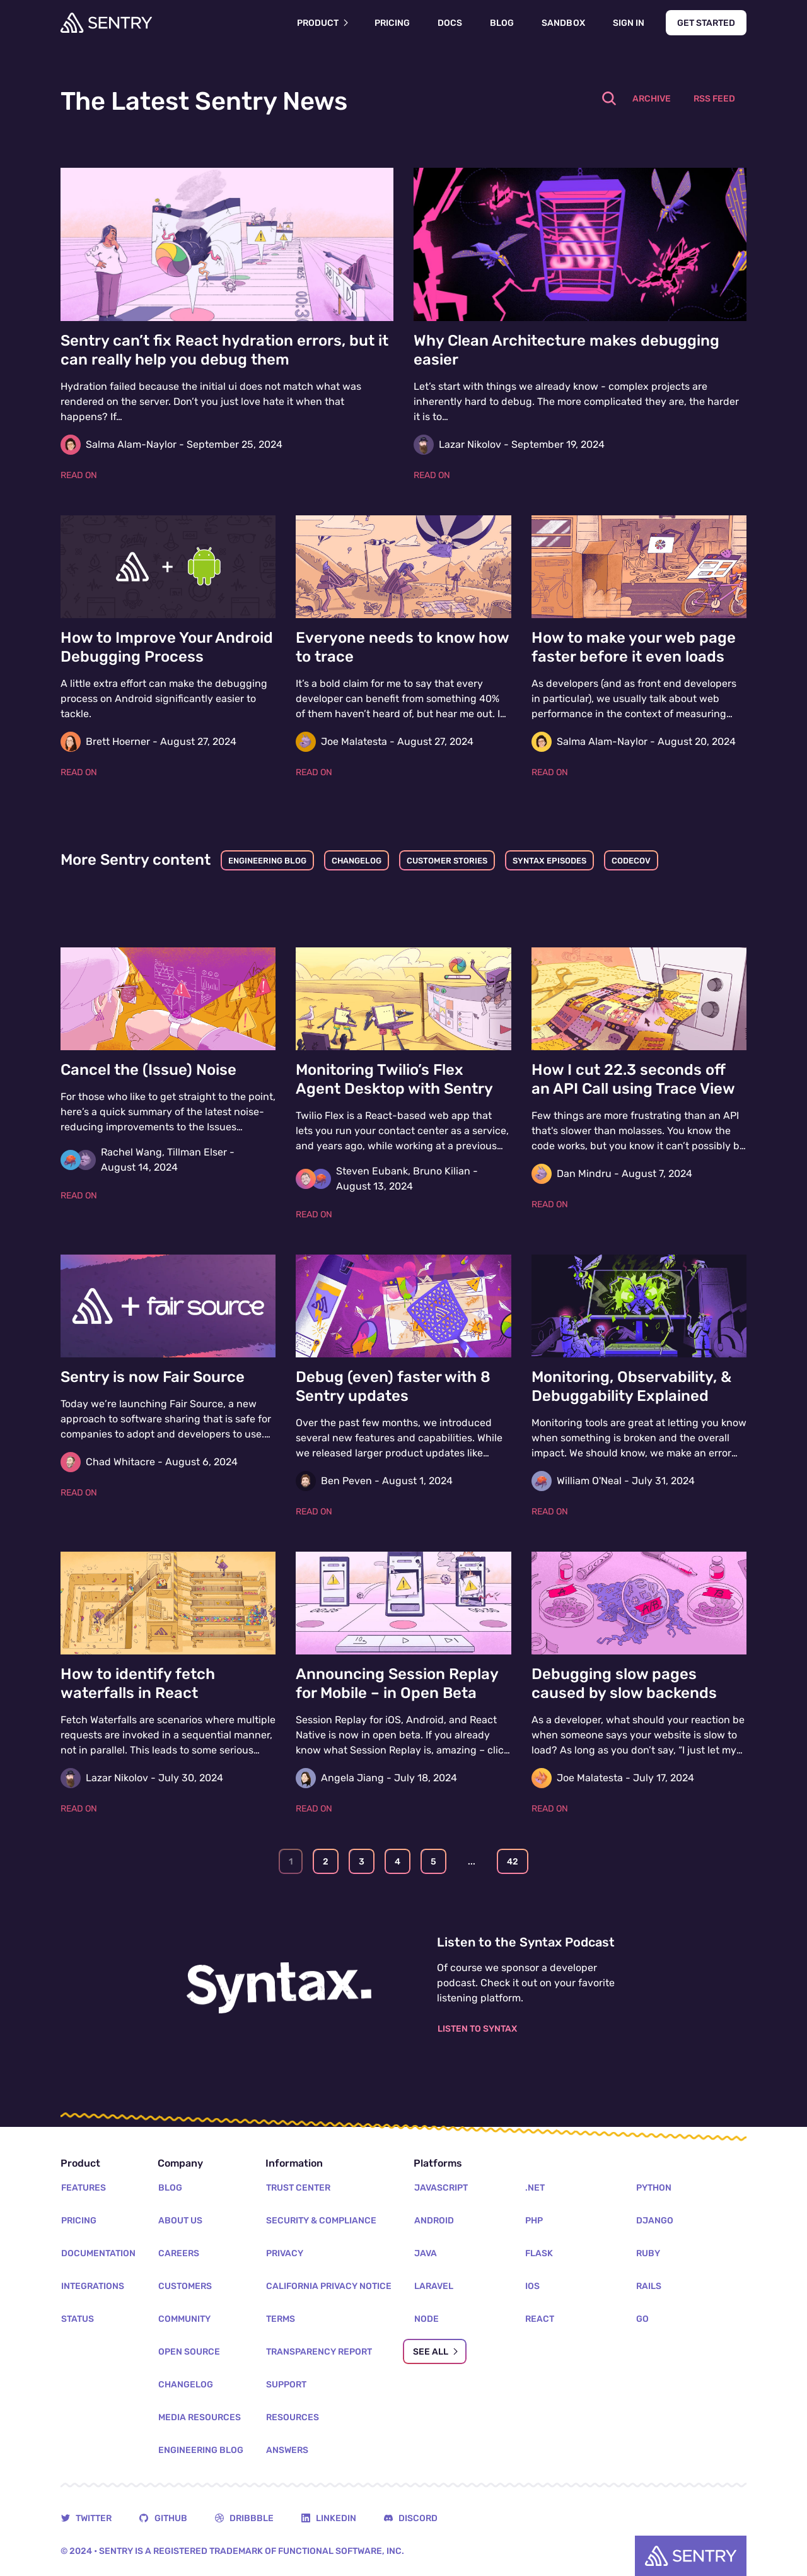 SENTRY
PRODUCT
PRICING
DOCS
BLOG
SANDBOX
SIGN IN
GET STARTED
The Latest Sentry News
ARCHIVE
RSS FEED
Sentry can’t fix React hydration errors, but it
can really help you debug them
Hydration failed because the initial ui does not match what was
rendered on the server. Don’t you just love hate it when that
happens? If…
Salma Alam-Naylor - September 25, 2024
READ ON
Why Clean Architecture makes debugging
easier
Let’s start with things we already know - complex projects are
inherently hard to debug. The more complicated they are, the harder
it is to…
Lazar Nikolov - September 19, 2024
READ ON
How to Improve Your Android
Debugging Process
A little extra effort can make the debugging
process on Android significantly easier to
tackle.
Brett Hoerner - August 27, 2024
READ ON
Everyone needs to know how
to trace
It’s a bold claim for me to say that every
developer can benefit from something 40%
of them haven’t heard of, but hear me out. I…
Joe Malatesta - August 27, 2024
READ ON
How to make your web page
faster before it even loads
As developers (and as front end developers
in particular), we usually talk about web
performance in the context of measuring…
Salma Alam-Naylor - August 20, 2024
READ ON
More Sentry content
ENGINEERING BLOG
CHANGELOG
CUSTOMER STORIES
SYNTAX EPISODES
CODECOV
Cancel the (Issue) Noise
For those who like to get straight to the point,
here’s a quick summary of the latest noise-
reducing improvements to the Issues…
Rachel Wang, Tillman Elser -
August 14, 2024
READ ON
Monitoring Twilio’s Flex
Agent Desktop with Sentry
Twilio Flex is a React-based web app that
lets you run your contact center as a service,
and years ago, while working at a previous…
Steven Eubank, Bruno Kilian -
August 13, 2024
READ ON
How I cut 22.3 seconds off
an API Call using Trace View
Few things are more frustrating than an API
that’s slower than molasses. You know the
code works, but you know it can’t possibly b…
Dan Mindru - August 7, 2024
READ ON
+ fair source
Sentry is now Fair Source
Today we’re launching Fair Source, a new
approach to software sharing that is safe for
companies to adopt and developers to use.…
Chad Whitacre - August 6, 2024
READ ON
Debug (even) faster with 8
Sentry updates
Over the past few months, we introduced
several new features and capabilities. While
we released larger product updates like…
Ben Peven - August 1, 2024
READ ON
Monitoring, Observability, &
Debuggability Explained
Monitoring tools are great at letting you know
when something is broken and the overall
impact. We should know, we make an error…
William O'Neal - July 31, 2024
READ ON
How to identify fetch
waterfalls in React
Fetch Waterfalls are scenarios where multiple
requests are invoked in a sequential manner,
not in parallel. This leads to some serious…
Lazar Nikolov - July 30, 2024
READ ON
Announcing Session Replay
for Mobile – in Open Beta
Session Replay for iOS, Android, and React
Native is now in open beta. If you already
know what Session Replay is, amazing – clic…
Angela Jiang - July 18, 2024
READ ON
Debugging slow pages
caused by slow backends
As a developer, what should your reaction be
when someone says your website is slow to
load? As long as you don’t say, “I just let my…
Joe Malatesta - July 17, 2024
READ ON
1
2
3
4
5
...
42
Syntax.
Listen to the Syntax Podcast
Of course we sponsor a developer
podcast. Check it out on your favorite
listening platform.
LISTEN TO SYNTAX
Product
FEATURES
PRICING
DOCUMENTATION
INTEGRATIONS
STATUS
Company
BLOG
ABOUT US
CAREERS
CUSTOMERS
COMMUNITY
OPEN SOURCE
CHANGELOG
MEDIA RESOURCES
ENGINEERING BLOG
Information
TRUST CENTER
SECURITY & COMPLIANCE
PRIVACY
CALIFORNIA PRIVACY NOTICE
TERMS
TRANSPARENCY REPORT
SUPPORT
RESOURCES
ANSWERS
Platforms
JAVASCRIPT
ANDROID
JAVA
LARAVEL
NODE
SEE ALL
.NET
PHP
FLASK
IOS
REACT
PYTHON
DJANGO
RUBY
RAILS
GO
TWITTER
GITHUB
DRIBBBLE
LINKEDIN
DISCORD
© 2024 • SENTRY IS A REGISTERED TRADEMARK OF FUNCTIONAL SOFTWARE, INC.
SENTRY